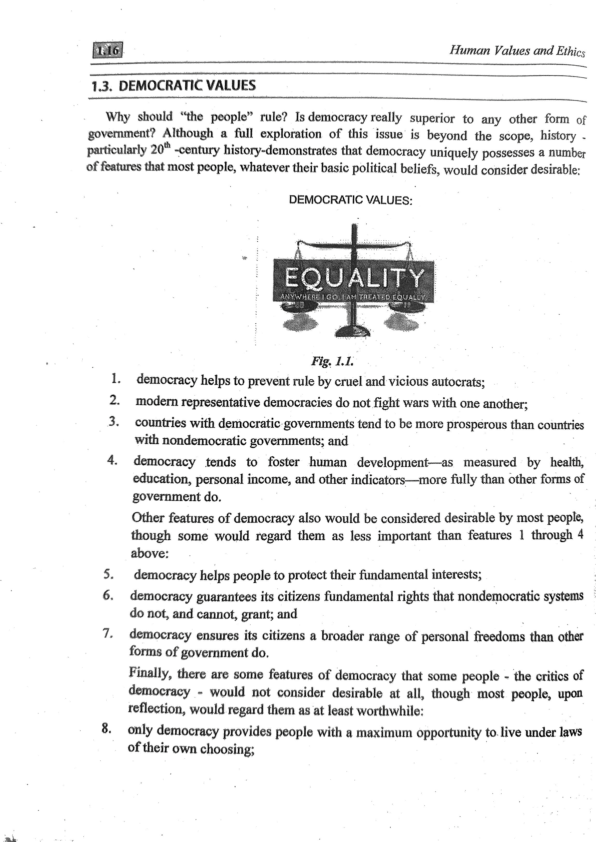 1.16
Human Values and Ethics
1.3. DEMOCRATIC VALUES
Why should “the people” rule? Is democracy really superior to any other form of
government? Although a full exploration of this issue is beyond the scope, history -
particularly 20th -century history-demonstrates that democracy uniquely possesses a number
of features that most people, whatever their basic political beliefs, would consider desirable:
DEMOCRATIC VALUES:
EQUALITY
ANYWHERE I GO, I AM TREATED EQUALLY.
Fig. 1.1.
1. democracy helps to prevent rule by cruel and vicious autocrats;
2. modern representative democracies do not fight wars with one another;
3. countries with democratic governments tend to be more prosperous than countries
with nondemocratic governments; and
4. democracy tends to foster human development—as measured by health,
education, personal income, and other indicators—more fully than other forms of
government do.
Other features of democracy also would be considered desirable by most people,
though some would regard them as less important than features 1 through 4
above:
5. democracy helps people to protect their fundamental interests;
6. democracy guarantees its citizens fundamental rights that nondemocratic systems
do not, and cannot, grant; and
7. democracy ensures its citizens a broader range of personal freedoms than other
forms of government do.
Finally, there are some features of democracy that some people - the critics of
democracy - would not consider desirable at all, though most people, upon
reflection, would regard them as at least worthwhile:
8. only democracy provides people with a maximum opportunity to live under laws
of their own choosing;